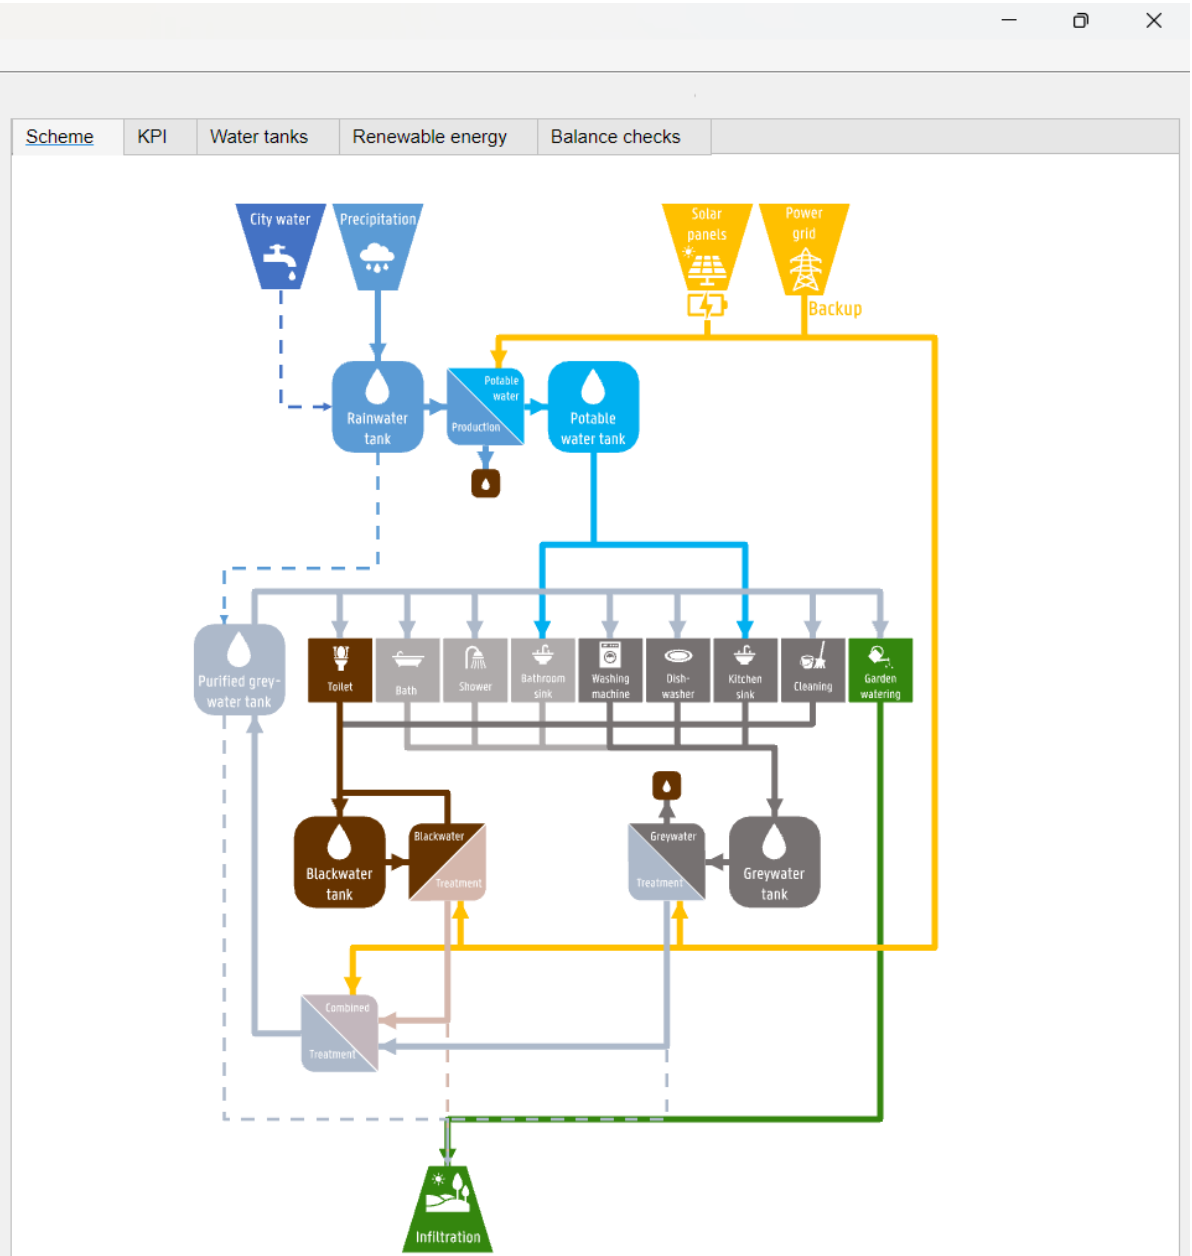 Scheme
KPI
Water tanks
Renewable energy
Balance checks
City water
Precipitation
Solar
panels
Power
grid
Backup
Rainwater
tank
Potable
water
Production
Potable
water tank
Purified grey-
water tank
Toilet
Bath
Shower
Bathroom
sink
Washing
machine
Dish-
washer
Kitchen
sink
Cleaning
Garden
watering
Blackwater
tank
Blackwater
Treatment
Greywater
Treatment
Greywater
tank
Combined
Treatment
Infiltration